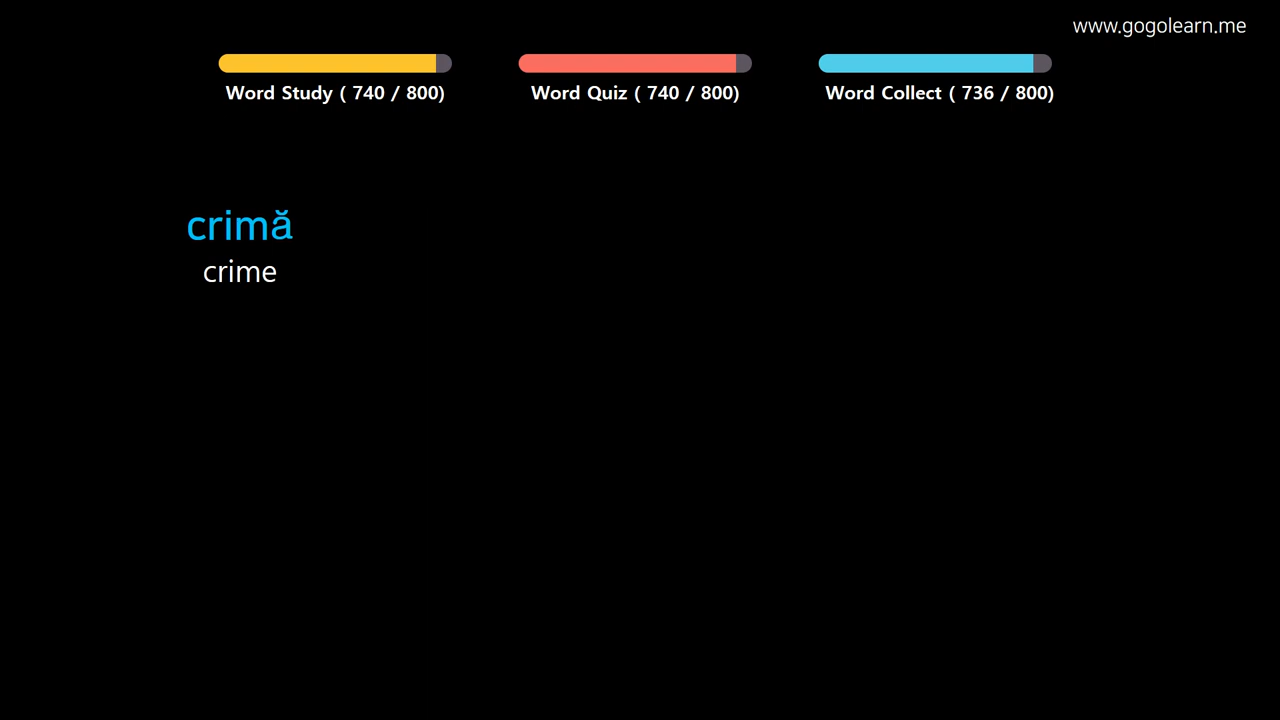 www.gogolearn.me
Word Study ( 740 / 800)
Word Quiz ( 740 / 800)
Word Collect ( 736 / 800)
crimă
crime